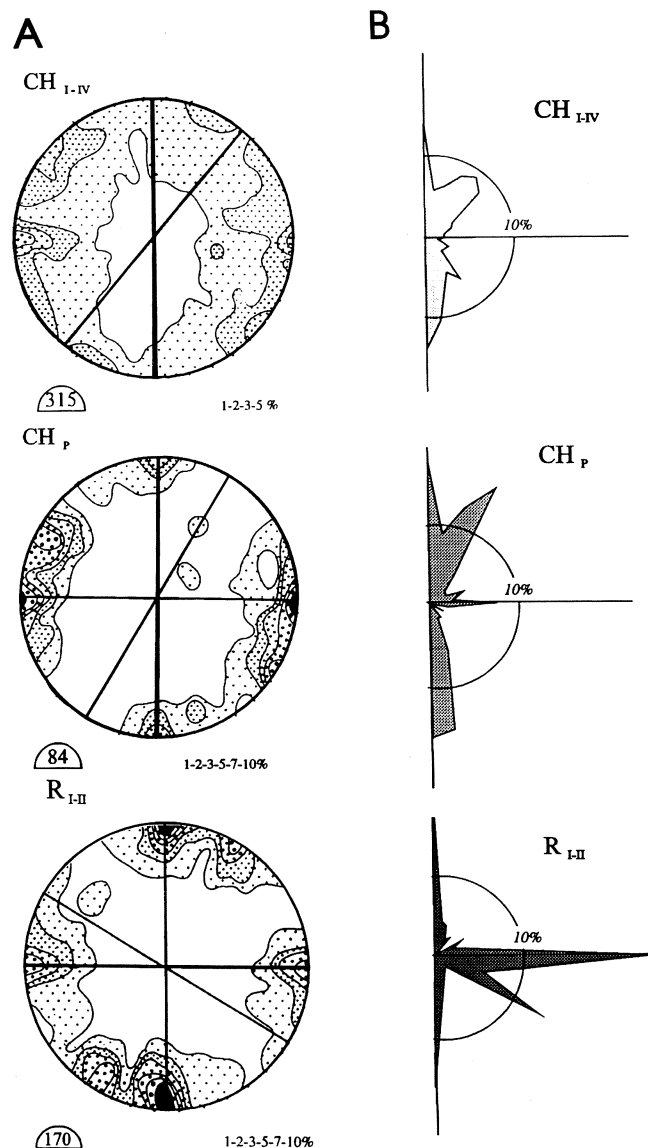 A
B
CH I-IV
CH I-IV
10%
315
1-2-3-5 %
CH P
CH P
10%
84
1-2-3-5-7-10%
R I-II
R I-II
10%
170
1-2-3-5-7-10%